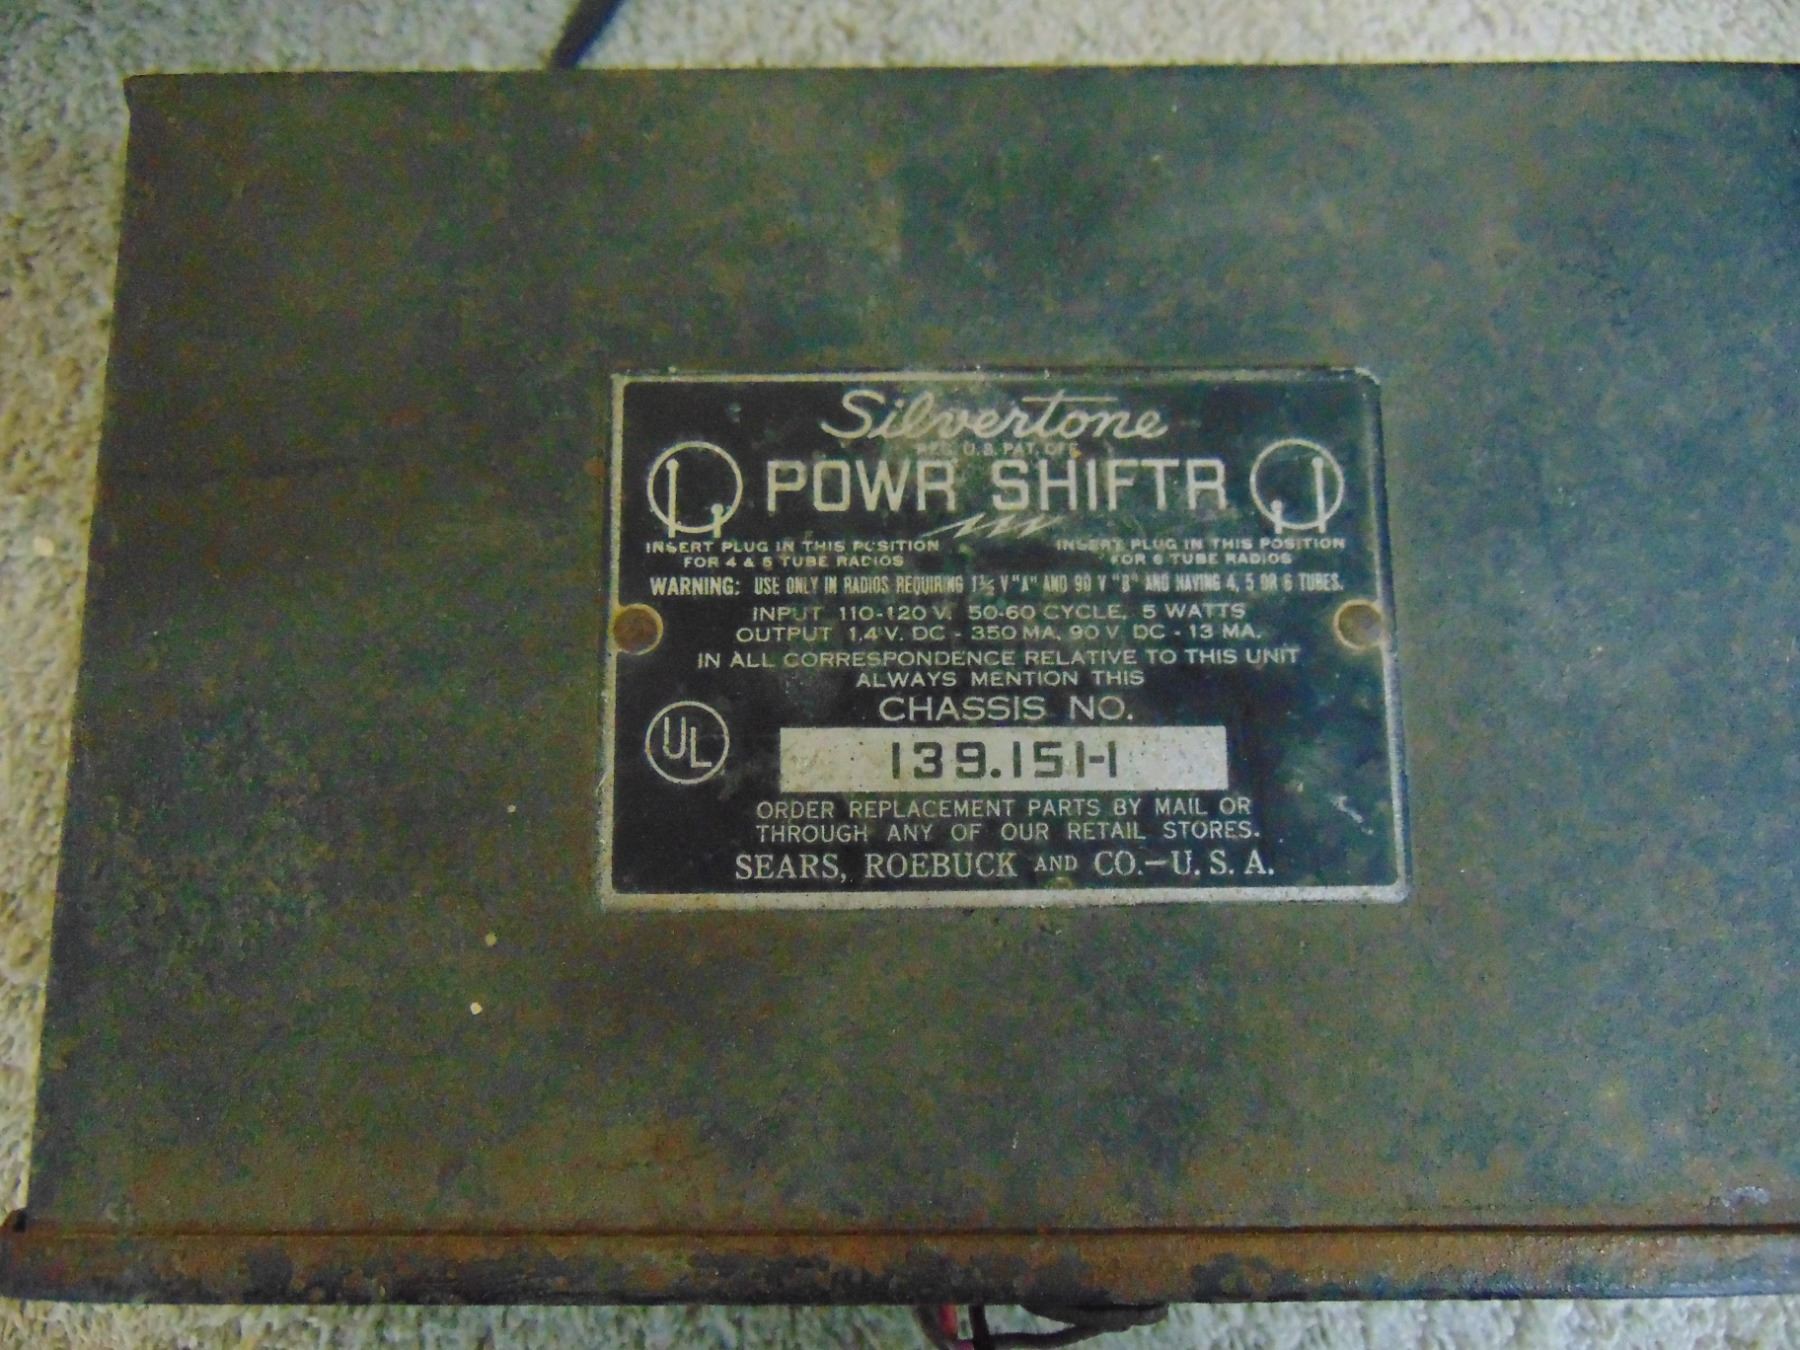 Silvertone
REG. U.S. PAT. OFF.
POWR SHIFTR
INSERT PLUG IN THIS POSITION
FOR 4 & 5 TUBE RADIOS
INSERT PLUG IN THIS POSITION
FOR 6 TUBE RADIOS
WARNING: USE ONLY IN RADIOS REQUIRING 1½ V "A" AND 90 V "B" AND HAVING 4, 5 OR 6 TUBES.
INPUT 110-120 V. 50-60 CYCLE, 5 WATTS
OUTPUT 1.4 V. DC - 350 MA. 90 V. DC - 13 MA.
IN ALL CORRESPONDENCE RELATIVE TO THIS UNIT
ALWAYS MENTION THIS
CHASSIS NO.
UL
139.151-1
ORDER REPLACEMENT PARTS BY MAIL OR
THROUGH ANY OF OUR RETAIL STORES.
SEARS, ROEBUCK AND CO.—U. S. A.